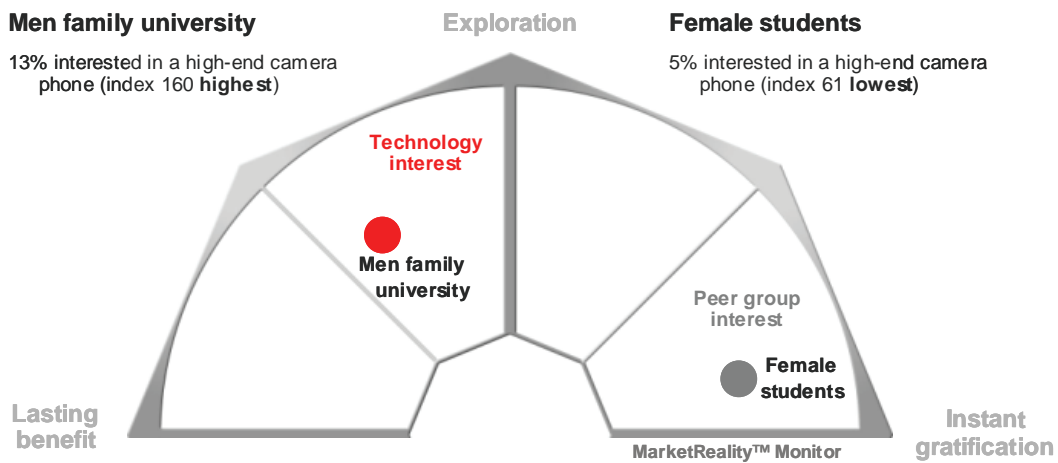 Men family university
13% interested in a high-end camera
phone (index 160 highest)
Exploration
Female students
5% interested in a high-end camera
phone (index 61 lowest)
Technology
interest
Men family
university
Peer group
interest
Female
students
Lasting
benefit
Instant
gratification
MarketReality™ Monitor